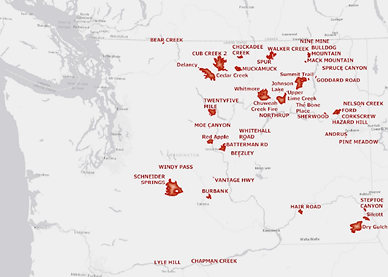 BEAR CREEK
NINE MILE
CHICKADEE
CREEK
BULLDOG
MOUNTAIN
CUB CREEK 2
WALKER CREEK
SPUR
MACK MOUNTAIN
Delancy
MUCKAMUCK
SPRUCE CANYON
Cedar Creek
Summit Trail
GODDARD ROAD
Johnson
Lake
Whitmore
Upper
Lime Creek
TWENTYFIVE
MILE
Chuweah
Creek Fire
The Bone
Place
NELSON CREEK
FORD
NORTHRUP
SHERWOOD
CORKSCREW
HAZARD HILL
MOE CANYON
WHITEHALL
ROAD
ANDRUS
Red Apple
PINE MEADOW
BATTERMAN RD
BEEZLEY
WINDY PASS
SCHNEIDER
SPRINGS
VANTAGE HWY
BURBANK
STEPTOE
CANYON
HAIR ROAD
Silcott
Dry Gulch
LYLE HILL
CHAPMAN CREEK